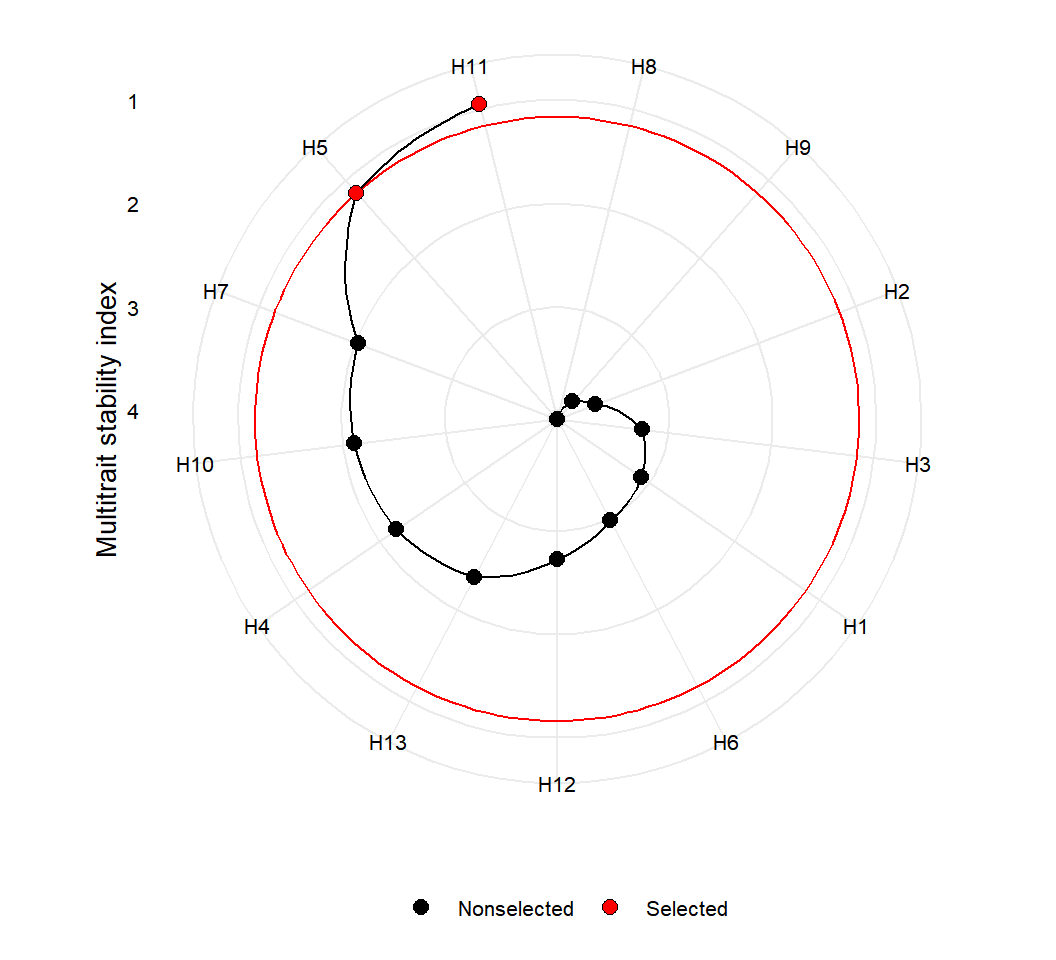 H11
H8
1
H5
H9
2
H7
H2
3
Multitrait stability index
4
H10
H3
H4
H1
H13
H6
H12
Nonselected
Selected